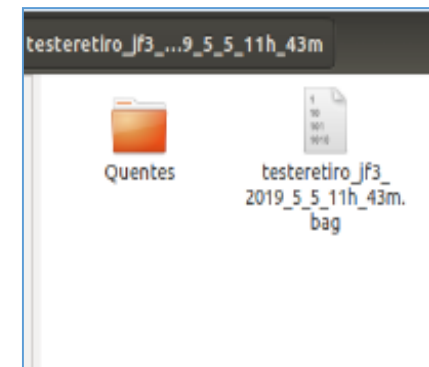 testeretiro_jf3_...9_5_5_11h_43m
Quentes
testeretiro_jf3_
2019_5_5_11h_43m.
bag